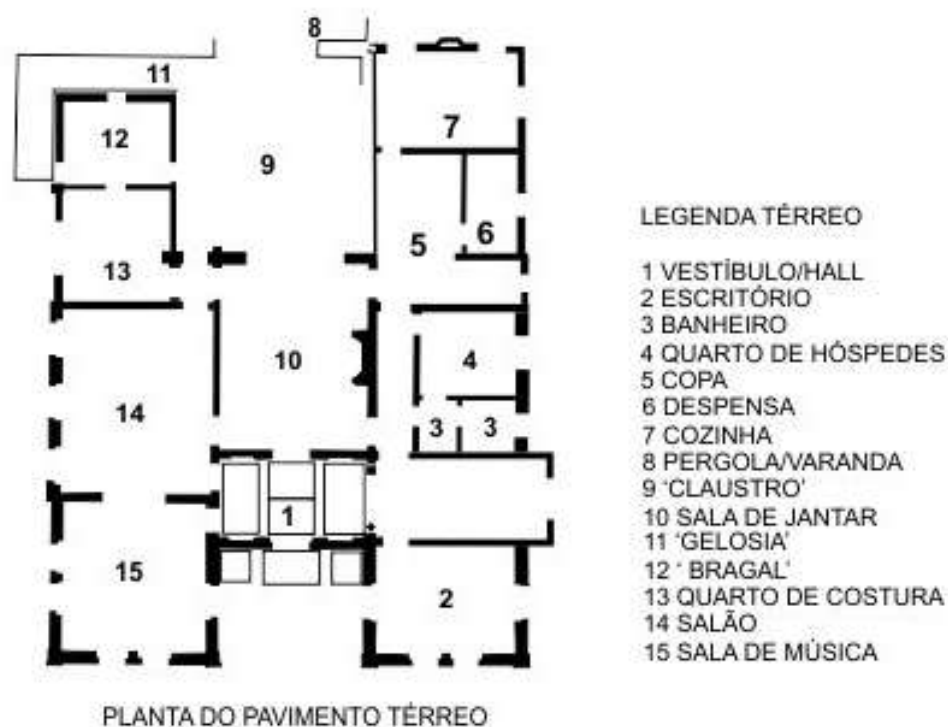 8
11
12
7
9
5
6
13
10
4
14
3
3
1
15
2
LEGENDA TÉRREO
1 VESTÍBULO/HALL
2 ESCRITÓRIO
3 BANHEIRO
4 QUARTO DE HÓSPEDES
5 COPA
6 DESPENSA
7 COZINHA
8 PERGOLA/VARANDA
9 'CLAUSTRO'
10 SALA DE JANTAR
11 'GELOSIA'
12 ' BRAGAL'
13 QUARTO DE COSTURA
14 SALÃO
15 SALA DE MÚSICA
PLANTA DO PAVIMENTO TÉRREO